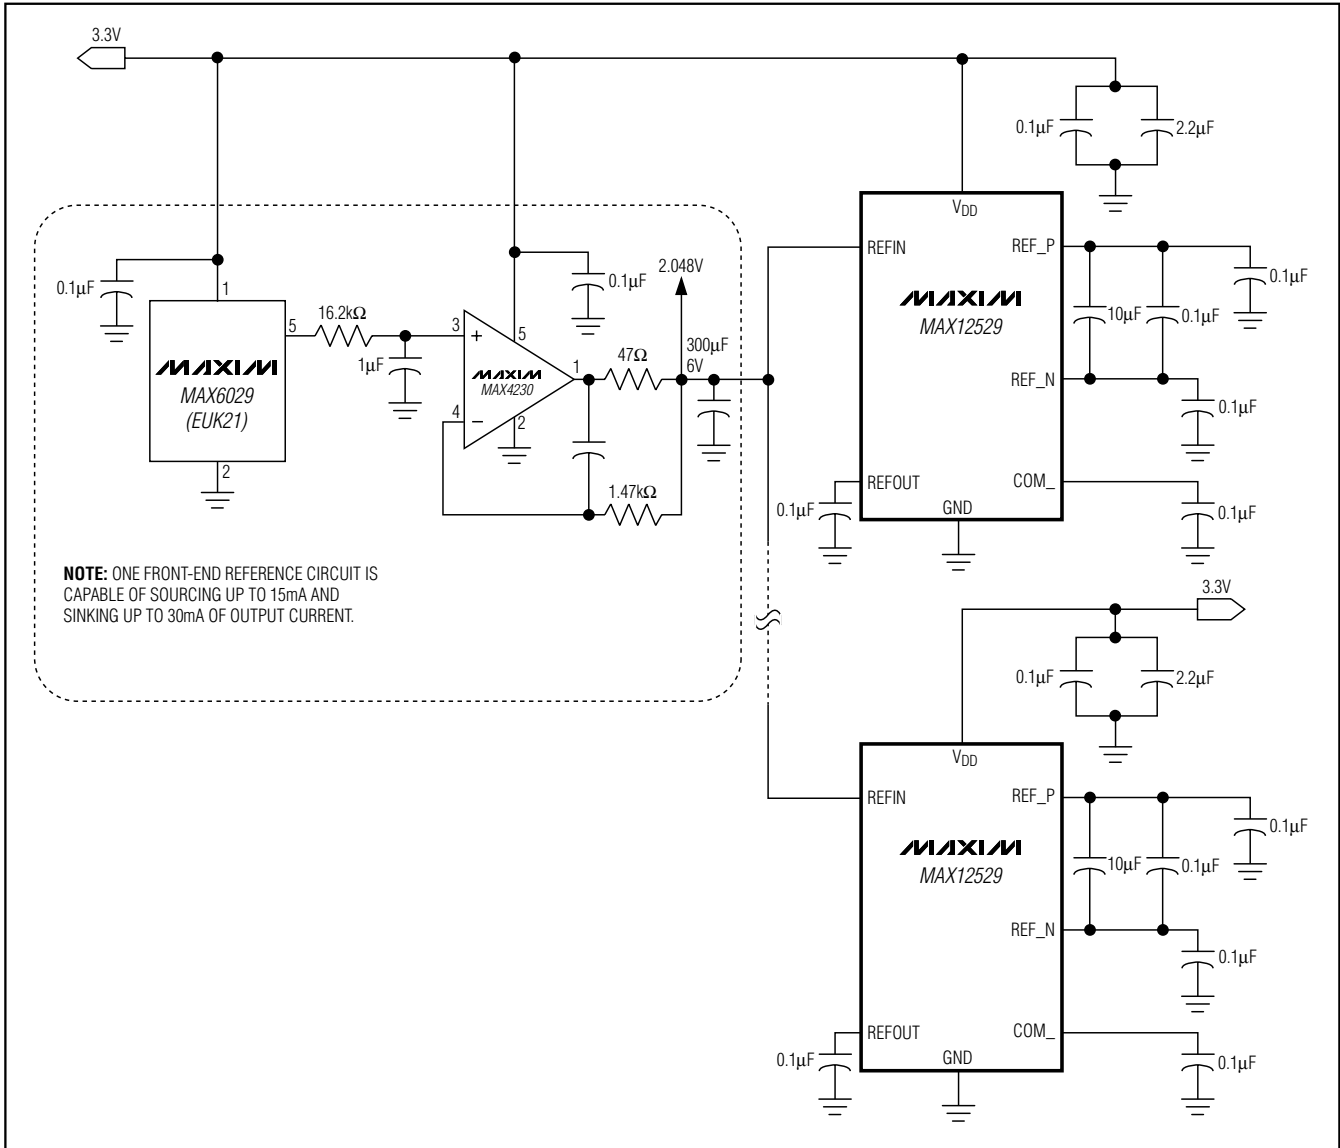 3.3V
0.1µF
2.2µF
VDD
REFIN
REF_P
MAXIM
MAX12529
10µF
0.1µF
0.1µF
REF_N
0.1µF
REFOUT
COM_
0.1µF
GND
0.1µF
0.1µF
1
5
16.2kΩ
MAXIM
MAX6029
(EUK21)
2
1µF
3
+
5
0.1µF
MAXIM
MAX4230
4
−
2
1
47Ω
2.048V
300µF
6V
1.47kΩ
NOTE: ONE FRONT-END REFERENCE CIRCUIT IS
CAPABLE OF SOURCING UP TO 15mA AND
SINKING UP TO 30mA OF OUTPUT CURRENT.
3.3V
0.1µF
2.2µF
VDD
REFIN
REF_P
MAXIM
MAX12529
10µF
0.1µF
0.1µF
REF_N
0.1µF
REFOUT
COM_
0.1µF
GND
0.1µF